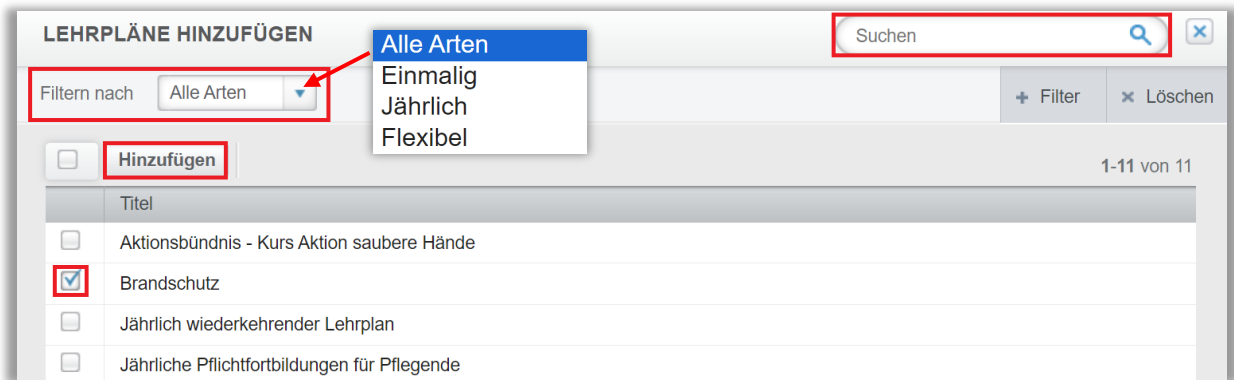 LEHRPLÄNE HINZUFÜGEN
Suchen
Filtern nach Alle Arten
Alle Arten
Einmalig
Jährlich
Flexibel
+ Filter
× Löschen
Hinzufügen
1-11 von 11
Titel
Aktionsbündnis - Kurs Aktion saubere Hände
Brandschutz
Jährlich wiederkehrender Lehrplan
Jährliche Pflichtfortbildungen für Pflegende